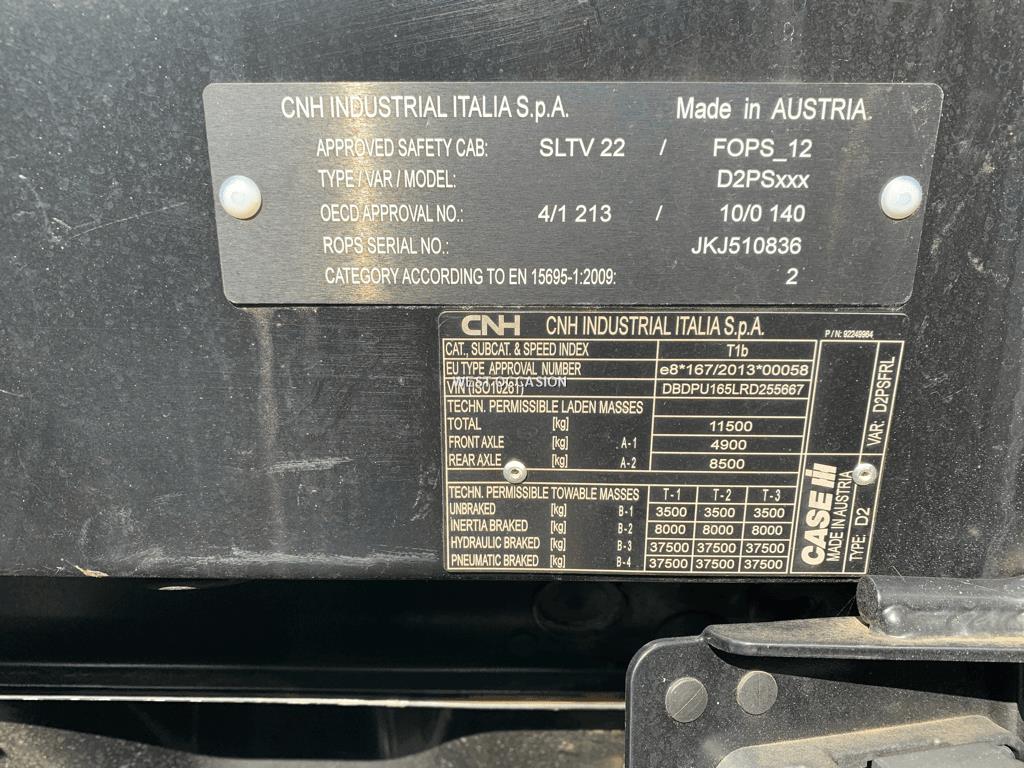 CNH INDUSTRIAL ITALIA S.p.A. Made in AUSTRIA.
APPROVED SAFETY CAB: SLTV 22 / FOPS_12
TYPE / VAR / MODEL: D2PSxxx
OECD APPROVAL NO.: 4/1 213 / 10/0 140
ROPS SERIAL NO.: JKJ510836
CATEGORY ACCORDING TO EN 15695-1:2009: 2
CNH CNH INDUSTRIAL ITALIA S.p.A. P/N: 92249964
CAT., SUBCAT. & SPEED INDEX T1b
EU TYPE APPROVAL NUMBER e8*167/2013*00058
WEST-OCCASION
VIN (ISO10261) DBDPU165LRD255667
TECHN. PERMISSIBLE LADEN MASSES
TOTAL [kg] 11500
FRONT AXLE [kg] A-1 4900
REAR AXLE [kg] A-2 8500
TECHN. PERMISSIBLE TOWABLE MASSES T-1 T-2 T-3
UNBRAKED [kg] B-1 3500 3500 3500
INERTIA BRAKED [kg] B-2 8000 8000 8000
HYDRAULIC BRAKED [kg] B-3 37500 37500 37500
PNEUMATIC BRAKED [kg] B-4 37500 37500 37500
CASE IH
MADE IN AUSTRIA
TYPE: D2 VAR: D2PSFRL